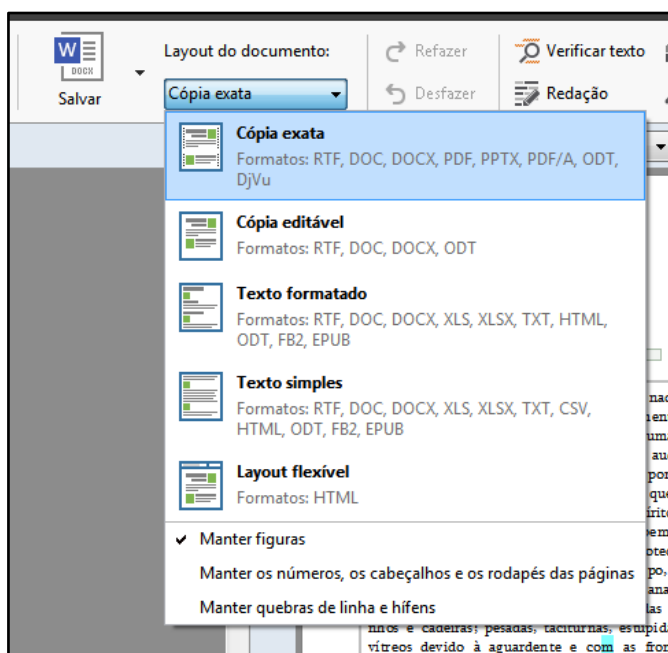 W
DOCX
Salvar
Layout do documento:
Cópia exata
Refazer
Desfazer
Verificar texto
Redação
Cópia exata
Formatos: RTF, DOC, DOCX, PDF, PPTX, PDF/A, ODT,
DjVu
Cópia editável
Formatos: RTF, DOC, DOCX, ODT
Texto formatado
Formatos: RTF, DOC, DOCX, XLS, XLSX, TXT, HTML,
ODT, FB2, EPUB
Texto simples
Formatos: RTF, DOC, DOCX, XLS, XLSX, TXT, CSV,
HTML, ODT, FB2, EPUB
Layout flexível
Formatos: HTML
Manter figuras
Manter os números, os cabeçalhos e os rodapés das páginas
Manter quebras de linha e hífens
e cadeiras; pesadas, taciturnas,
vítreos devido à aguardente e com as